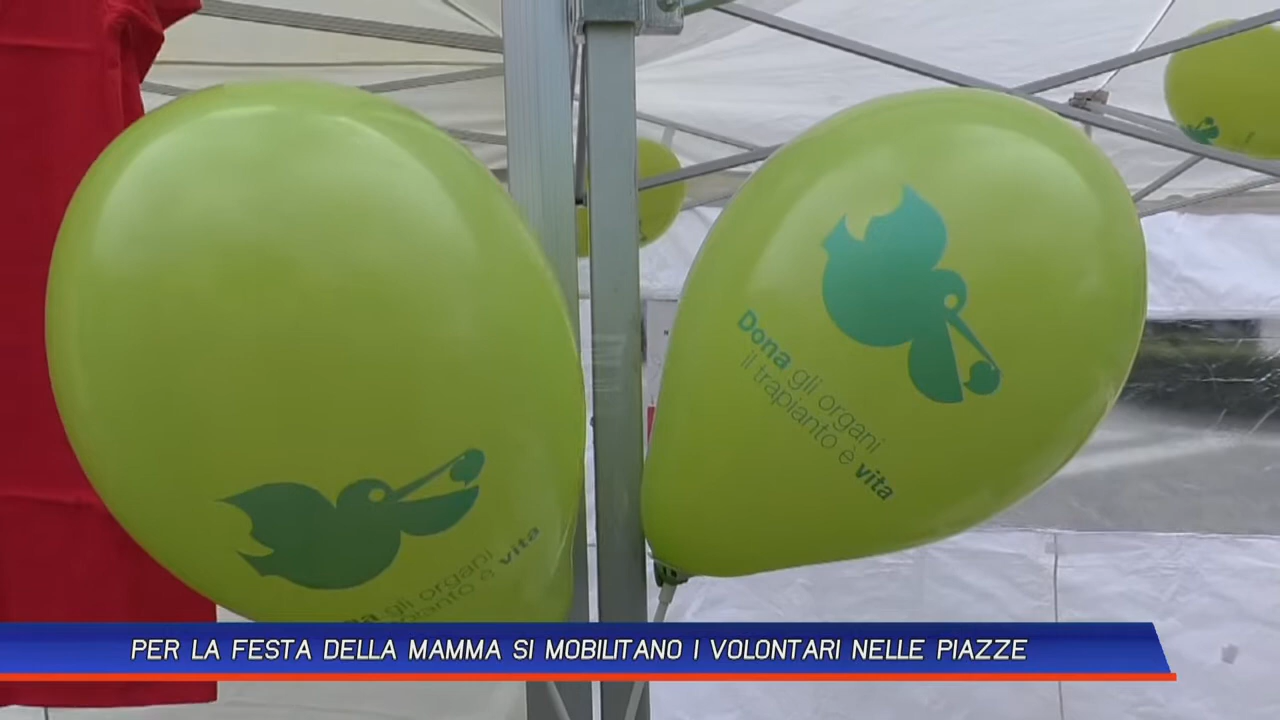 Dona gli organi
il trapianto è vita
gli organi
è vita
PER LA FESTA DELLA MAMMA SI MOBILITANO I VOLONTARI NELLE PIAZZE